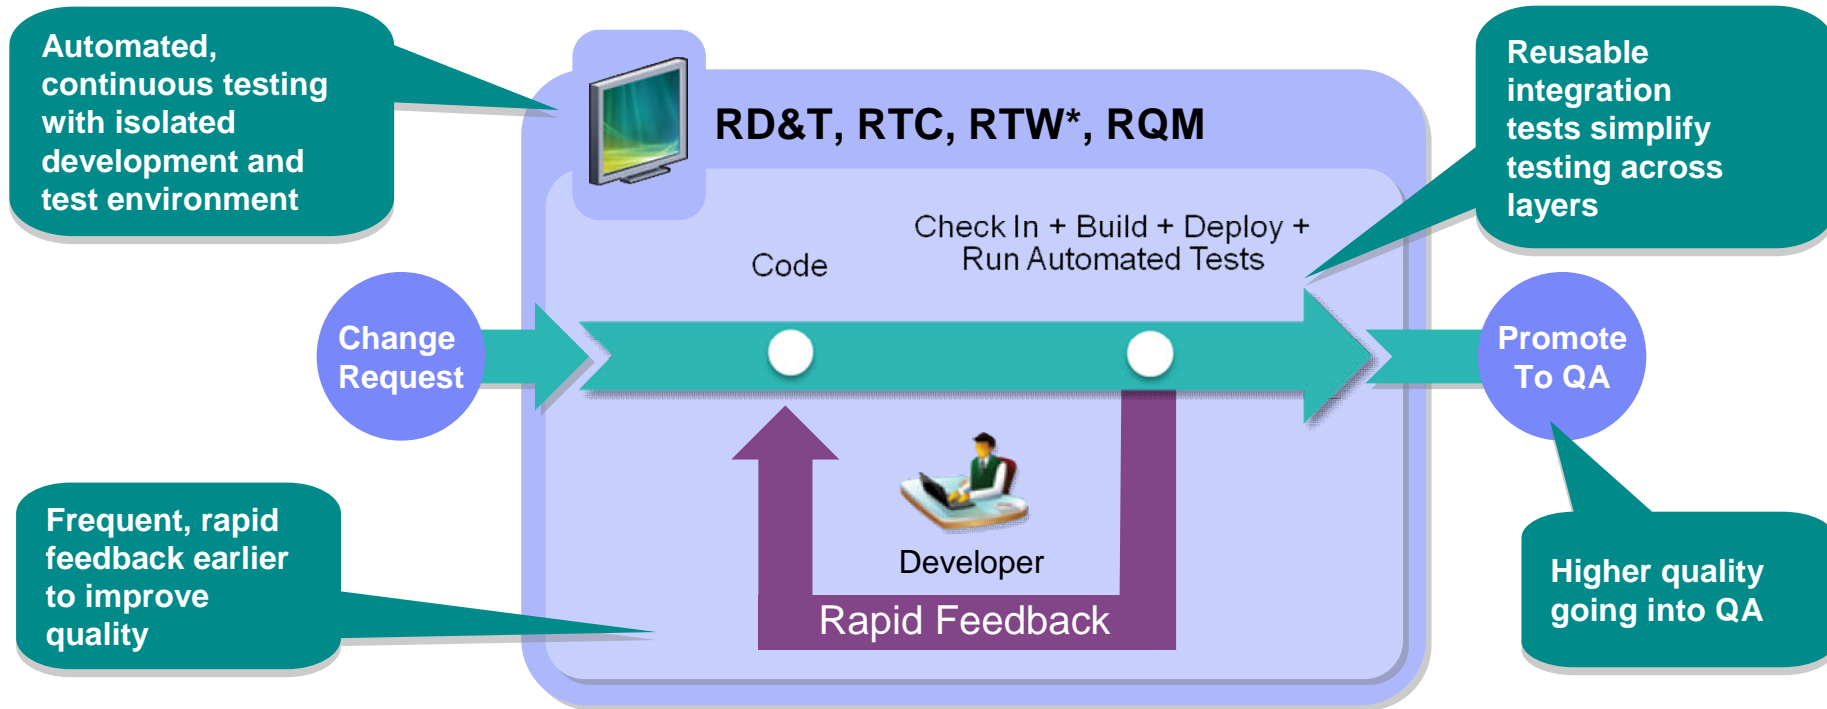 Automated,
continuous testing
with isolated
development and
test environment
RD&T, RTC, RTW*, RQM
Reusable
integration
tests simplify
testing across
layers
Code
Check In + Build + Deploy +
Run Automated Tests
Change
Request
Promote
To QA
Developer
Rapid Feedback
Frequent, rapid
feedback earlier
to improve
quality
Higher quality
going into QA